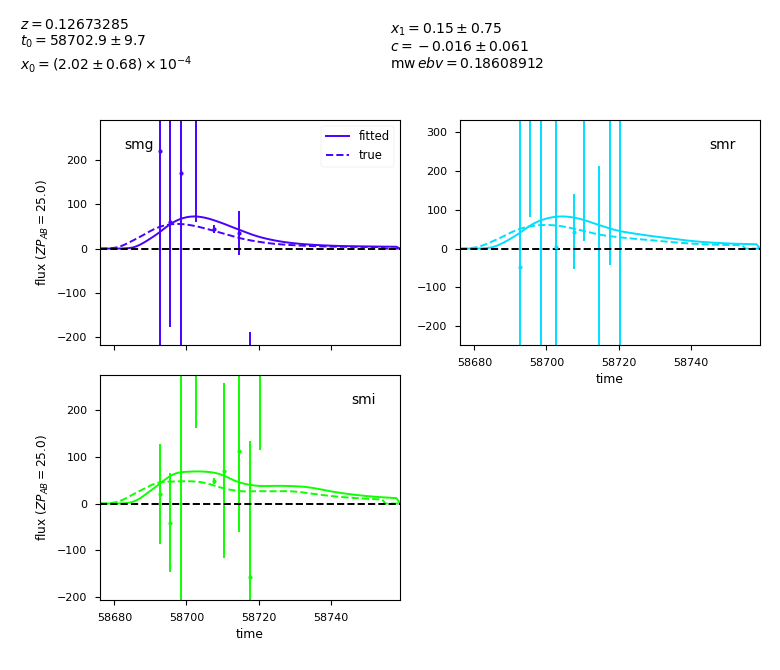 z = 0.12673285
t₀ = 58702.9 ± 9.7
x₀ = (2.02 ± 0.68) × 10⁻⁴
x₁ = 0.15 ± 0.75
c = −0.016 ± 0.061
mw ebv = 0.18608912
smg
fitted
true
200
100
0
−100
−200
flux (ZP_AB = 25.0)
smr
300
200
100
0
−100
−200
58680 58700 58720 58740
time
smi
200
100
0
−100
−200
flux (ZP_AB = 25.0)
58680 58700 58720 58740
time